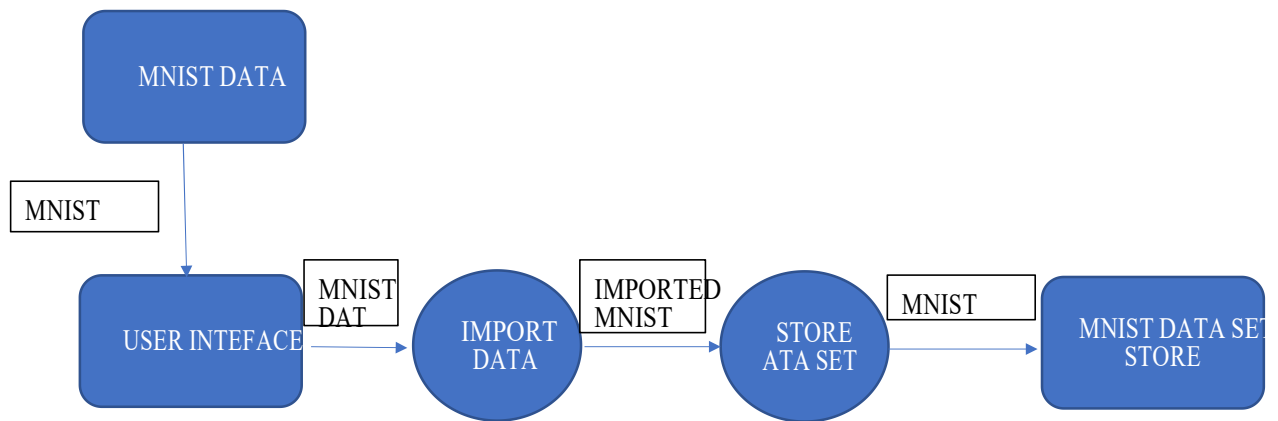 MNIST DATA
MNIST
USER INTEFACE
MNIST
DAT
IMPORT
DATA
IMPORTED
MNIST
STORE
ATA SET
MNIST
MNIST DATA SET
STORE